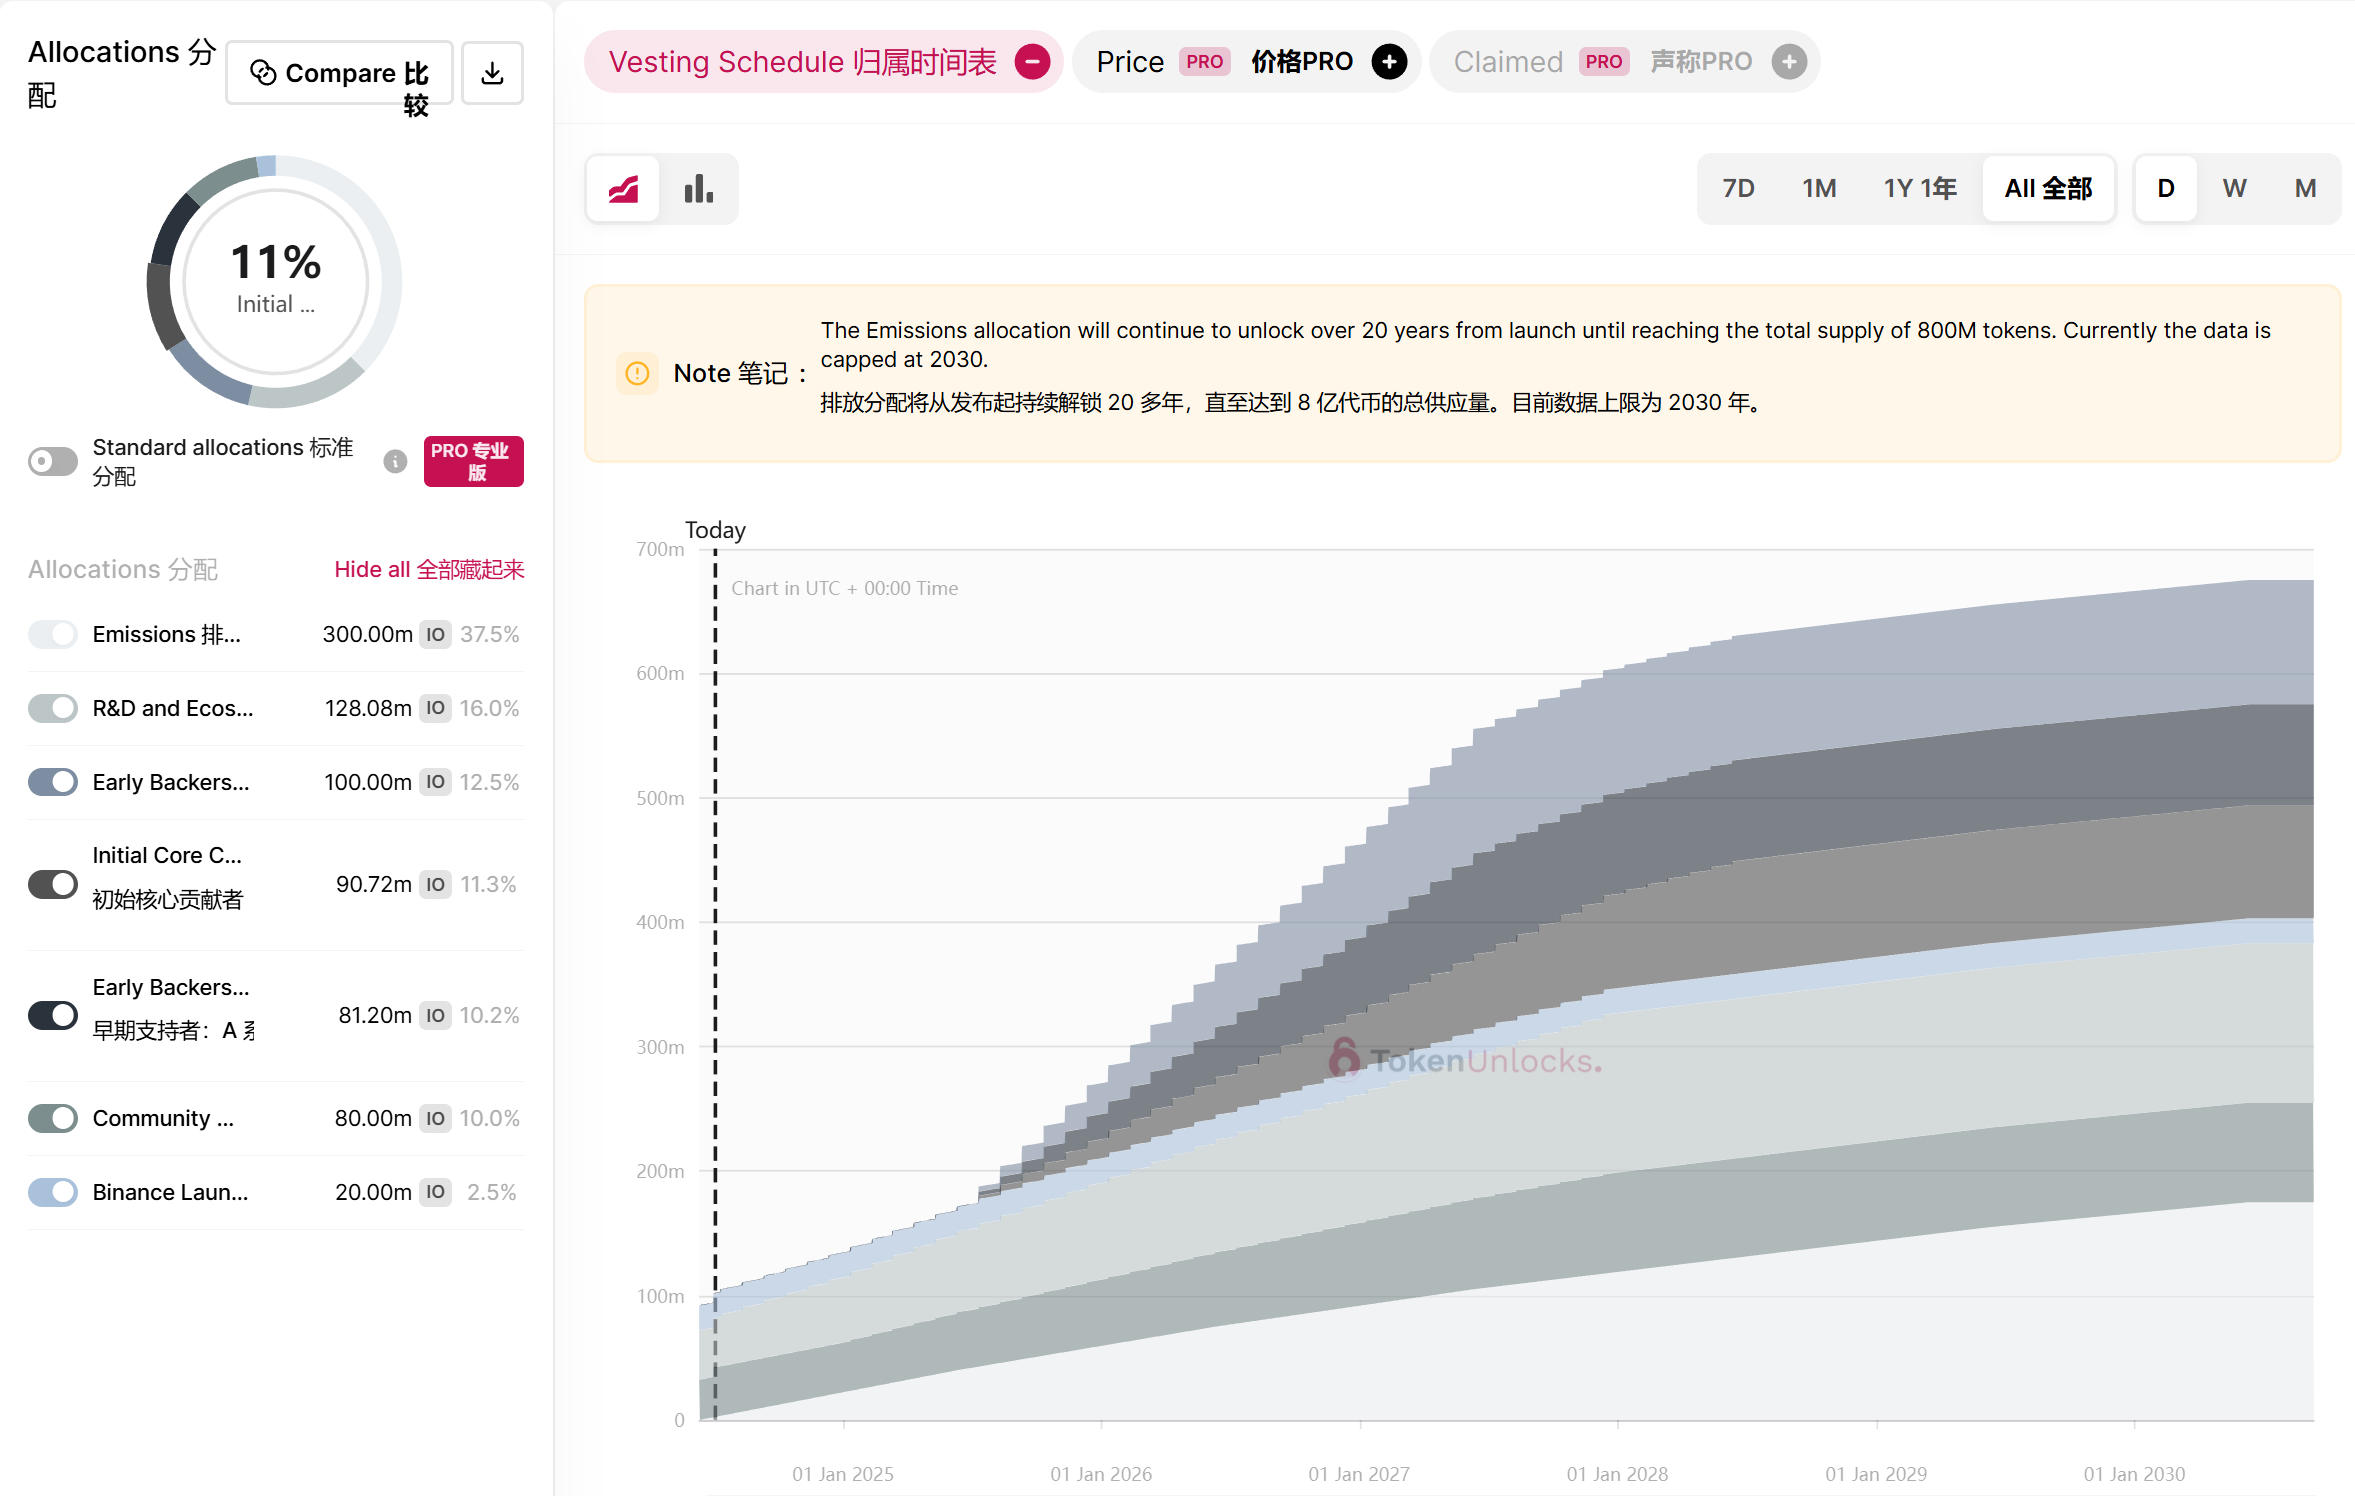 Allocations 分
配
Compare 比
较
11%
Initial ...
Standard allocations 标准
分配
PRO 专业
版
Allocations 分配
Hide all 全部藏起来
Emissions 排... 300.00m IO 37.5%
R&D and Ecos... 128.08m IO 16.0%
Early Backers... 100.00m IO 12.5%
Initial Core C...
初始核心贡献者
90.72m IO 11.3%
Early Backers...
早期支持者：A 系
81.20m IO 10.2%
Community ... 80.00m IO 10.0%
Binance Laun... 20.00m IO 2.5%
Vesting Schedule 归属时间表
Price PRO 价格PRO
Claimed PRO 声称PRO
7D 1M 1Y 1年 All 全部
D W M
Note 笔记：
The Emissions allocation will continue to unlock over 20 years from launch until reaching the total supply of 800M tokens. Currently the data is
capped at 2030.
排放分配将从发布起持续解锁 20 多年，直至达到 8 亿代币的总供应量。目前数据上限为 2030 年。
Today
Chart in UTC + 00:00 Time
700m
600m
500m
400m
300m
200m
100m
0
TokenUnlocks.
01 Jan 2025 01 Jan 2026 01 Jan 2027 01 Jan 2028 01 Jan 2029 01 Jan 2030